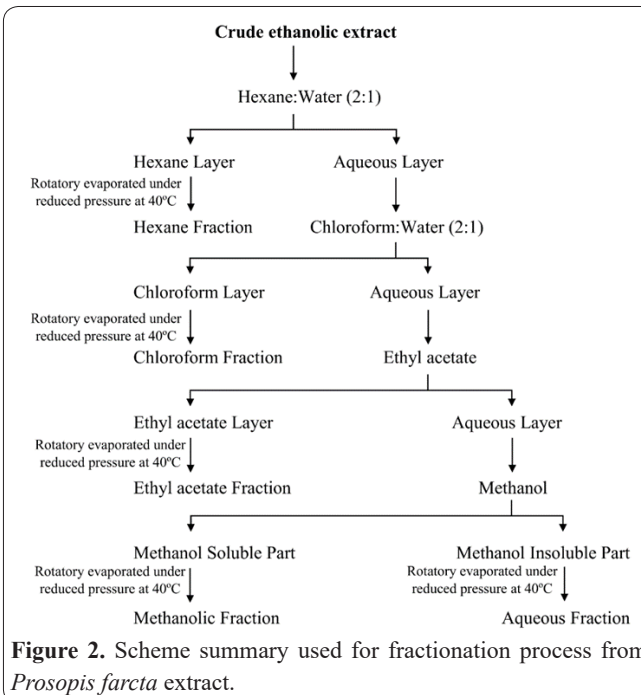 Crude ethanolic extract
Hexane:Water (2:1)
Hexane Layer
Aqueous Layer
Rotatory evaporated under
reduced pressure at 40ºC
Hexane Fraction
Chloroform:Water (2:1)
Chloroform Layer
Aqueous Layer
Rotatory evaporated under
reduced pressure at 40ºC
Chloroform Fraction
Ethyl acetate
Ethyl acetate Layer
Aqueous Layer
Rotatory evaporated under
reduced pressure at 40ºC
Ethyl acetate Fraction
Methanol
Methanol Soluble Part
Methanol Insoluble Part
Rotatory evaporated under
reduced pressure at 40ºC
Rotatory evaporated under
reduced pressure at 40ºC
Methanolic Fraction
Aqueous Fraction
Figure 2. Scheme summary used for fractionation process from
Prosopis farcta extract.